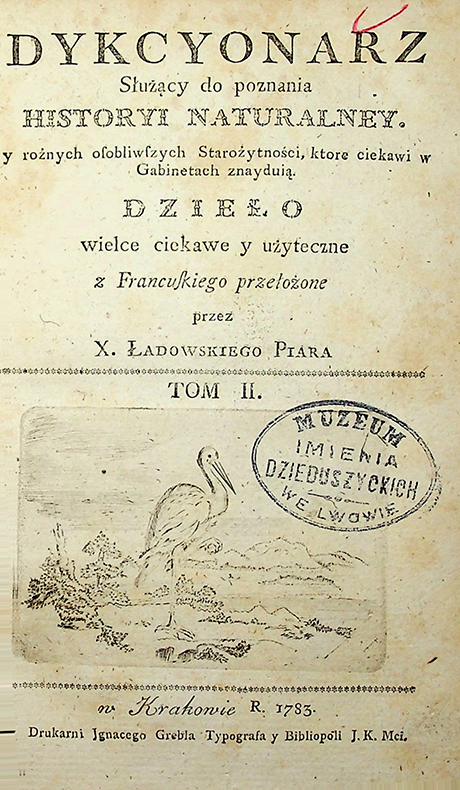 DYKCYONARZ
Służący do poznania
HISTORYI NATURALNEY.
y rożnych oſobliwſzych Starożytności, ktore ciekawi w
Gabinetach znayduią.
DZIEŁO
wielce ciekawe y użyteczne
z Francuſkiego przełożone
przez
X. ŁADOWSKIEGO PIARA
TOM II.
MUZEUM
IMIENIA
DZIEDUSZYCKICH
WE LWOWIE
w Krakowie R. 1783.
Drukarni Jgnacego Grebla Typografa y Bibliopoli J. K. Mci.